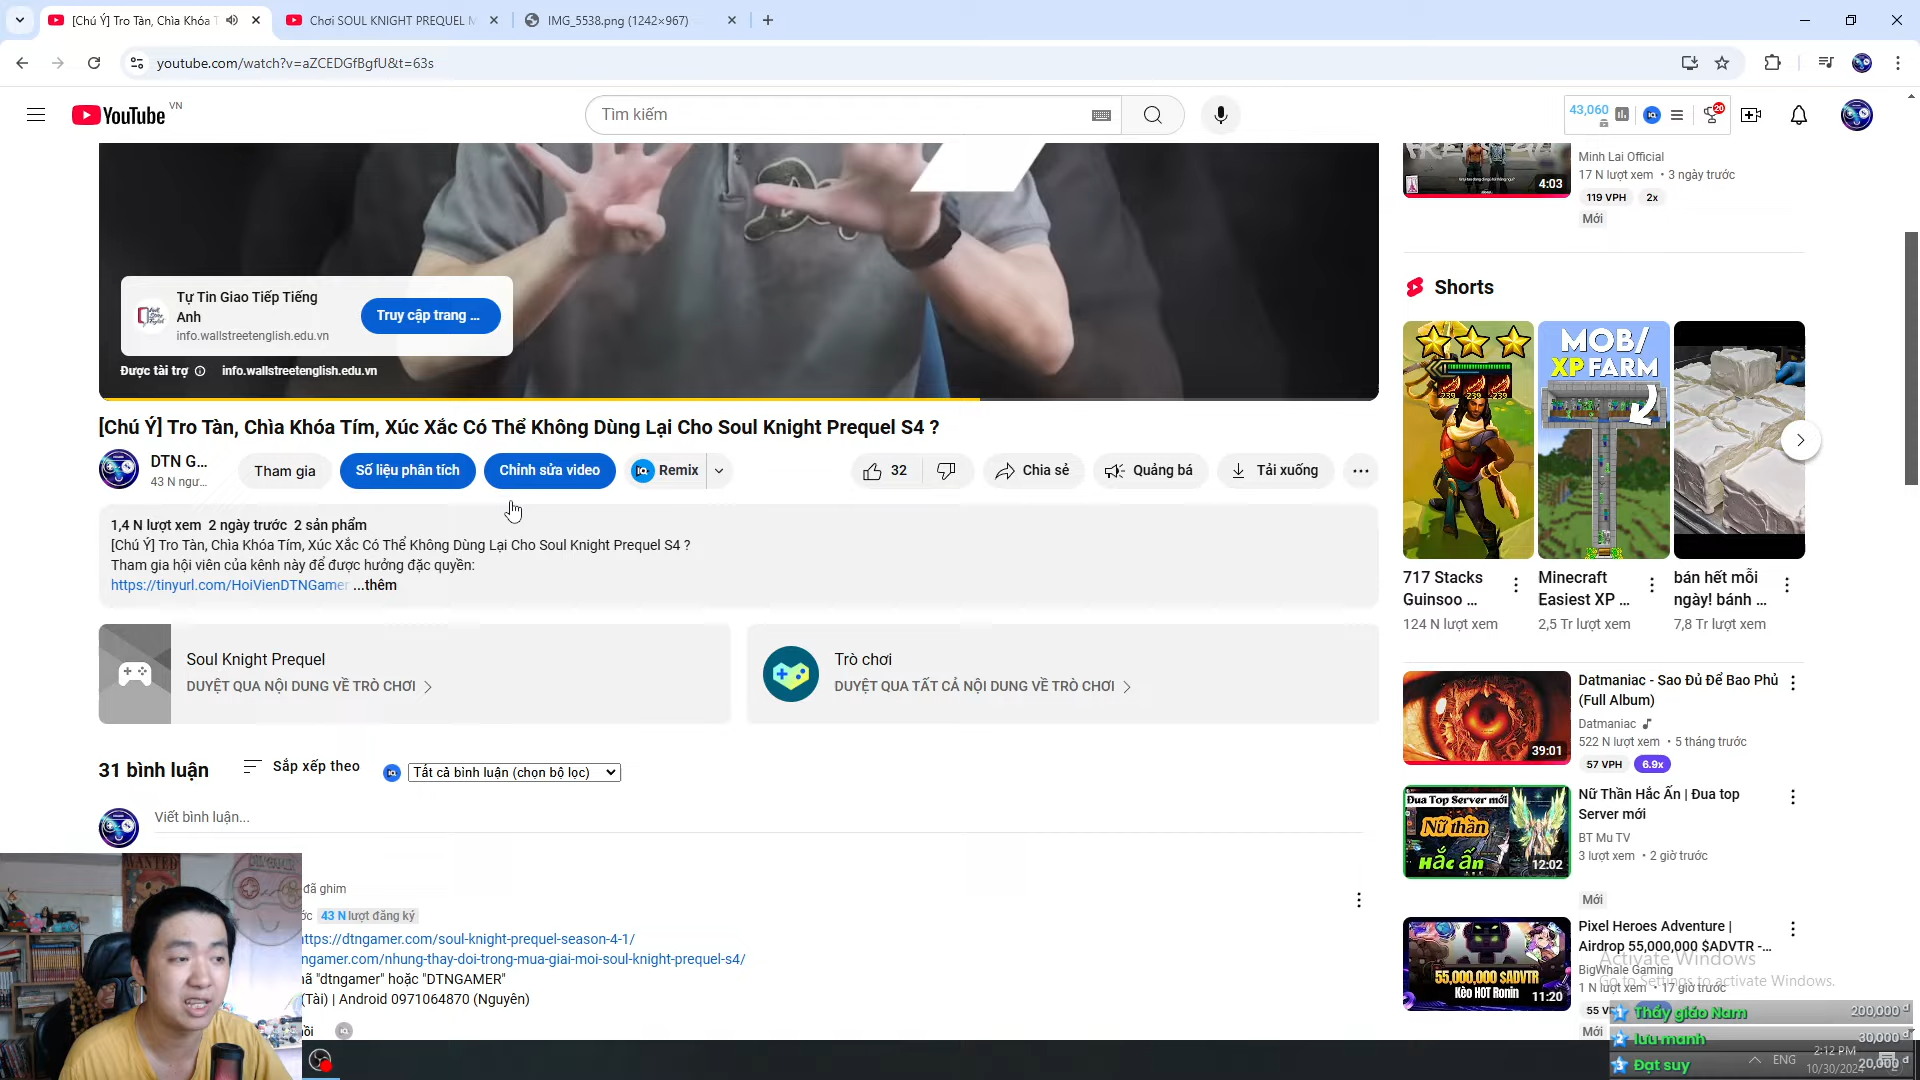 [Chú Ý] Tro Tàn, Chìa Khóa T
Chơi SOUL KNIGHT PREQUEL M
IMG_5538.png (1242×967)
youtube.com/watch?v=aZCEDGfBgfU&t=63s
YouTube VN
Tìm kiếm
43,060
20
Minh Lai Official
17 N lượt xem • 3 ngày trước
4:03
119 VPH 2x
Mới
Tự Tin Giao Tiếp Tiếng
Anh
info.wallstreetenglish.edu.vn
Truy cập trang ...
Được tài trợ info.wallstreetenglish.edu.vn
Shorts
MOB/
XP FARM
239 239 239
[Chú Ý] Tro Tàn, Chìa Khóa Tím, Xúc Xắc Có Thể Không Dùng Lại Cho Soul Knight Prequel S4 ?
DTN G...
43 N ngư...
Tham gia
Số liệu phân tích
Chỉnh sửa video
Remix
32
Chia sẻ
Quảng bá
Tải xuống
1,4 N lượt xem 2 ngày trước 2 sản phẩm
[Chú Ý] Tro Tàn, Chìa Khóa Tím, Xúc Xắc Có Thể Không Dùng Lại Cho Soul Knight Prequel S4 ?
Tham gia hội viên của kênh này để được hưởng đặc quyền:
https://tinyurl.com/HoiVienDTNGamer ...thêm
717 Stacks
Guinsoo ...
124 N lượt xem
Minecraft
Easiest XP ...
2,5 Tr lượt xem
bán hết mỗi
ngày! bánh ...
7,8 Tr lượt xem
Soul Knight Prequel
DUYỆT QUA NỘI DUNG VỀ TRÒ CHƠI
Trò chơi
DUYỆT QUA TẤT CẢ NỘI DUNG VỀ TRÒ CHƠI
39:01
Datmaniac - Sao Đủ Để Bao Phủ
(Full Album)
Datmaniac
522 N lượt xem • 5 tháng trước
57 VPH 6.9x
31 bình luận
Sắp xếp theo
Tất cả bình luận (chọn bộ lọc)
Viết bình luận...
Đua Top Server mới
Nữ thần
Hắc ấn
12:02
Nữ Thần Hắc Ấn | Đua top
Server mới
BT Mu TV
3 lượt xem • 2 giờ trước
Mới
WANTED
đã ghim
43 N lượt đăng ký
ttps://dtngamer.com/soul-knight-prequel-season-4-1/
ngamer.com/nhung-thay-doi-trong-mua-giai-moi-soul-knight-prequel-s4/
ã "dtngamer" hoặc "DTNGAMER"
(Tài) | Android 0971064870 (Nguyên)
55,000,000 $ADVTR
Kèo HOT Ronin
11:20
Pixel Heroes Adventure |
Airdrop 55,000,000 $ADVTR -...
BigWhale Gaming
1 N lượt xem • 17 giờ trước
55 V
Mới
Activate Windows
Go to Settings to activate Windows.
1 Thầy giáo Nam 200,000 đ
2 lưu manh 30,000 đ
3 Đạt suy 20,000 đ
ENG
2:12 PM